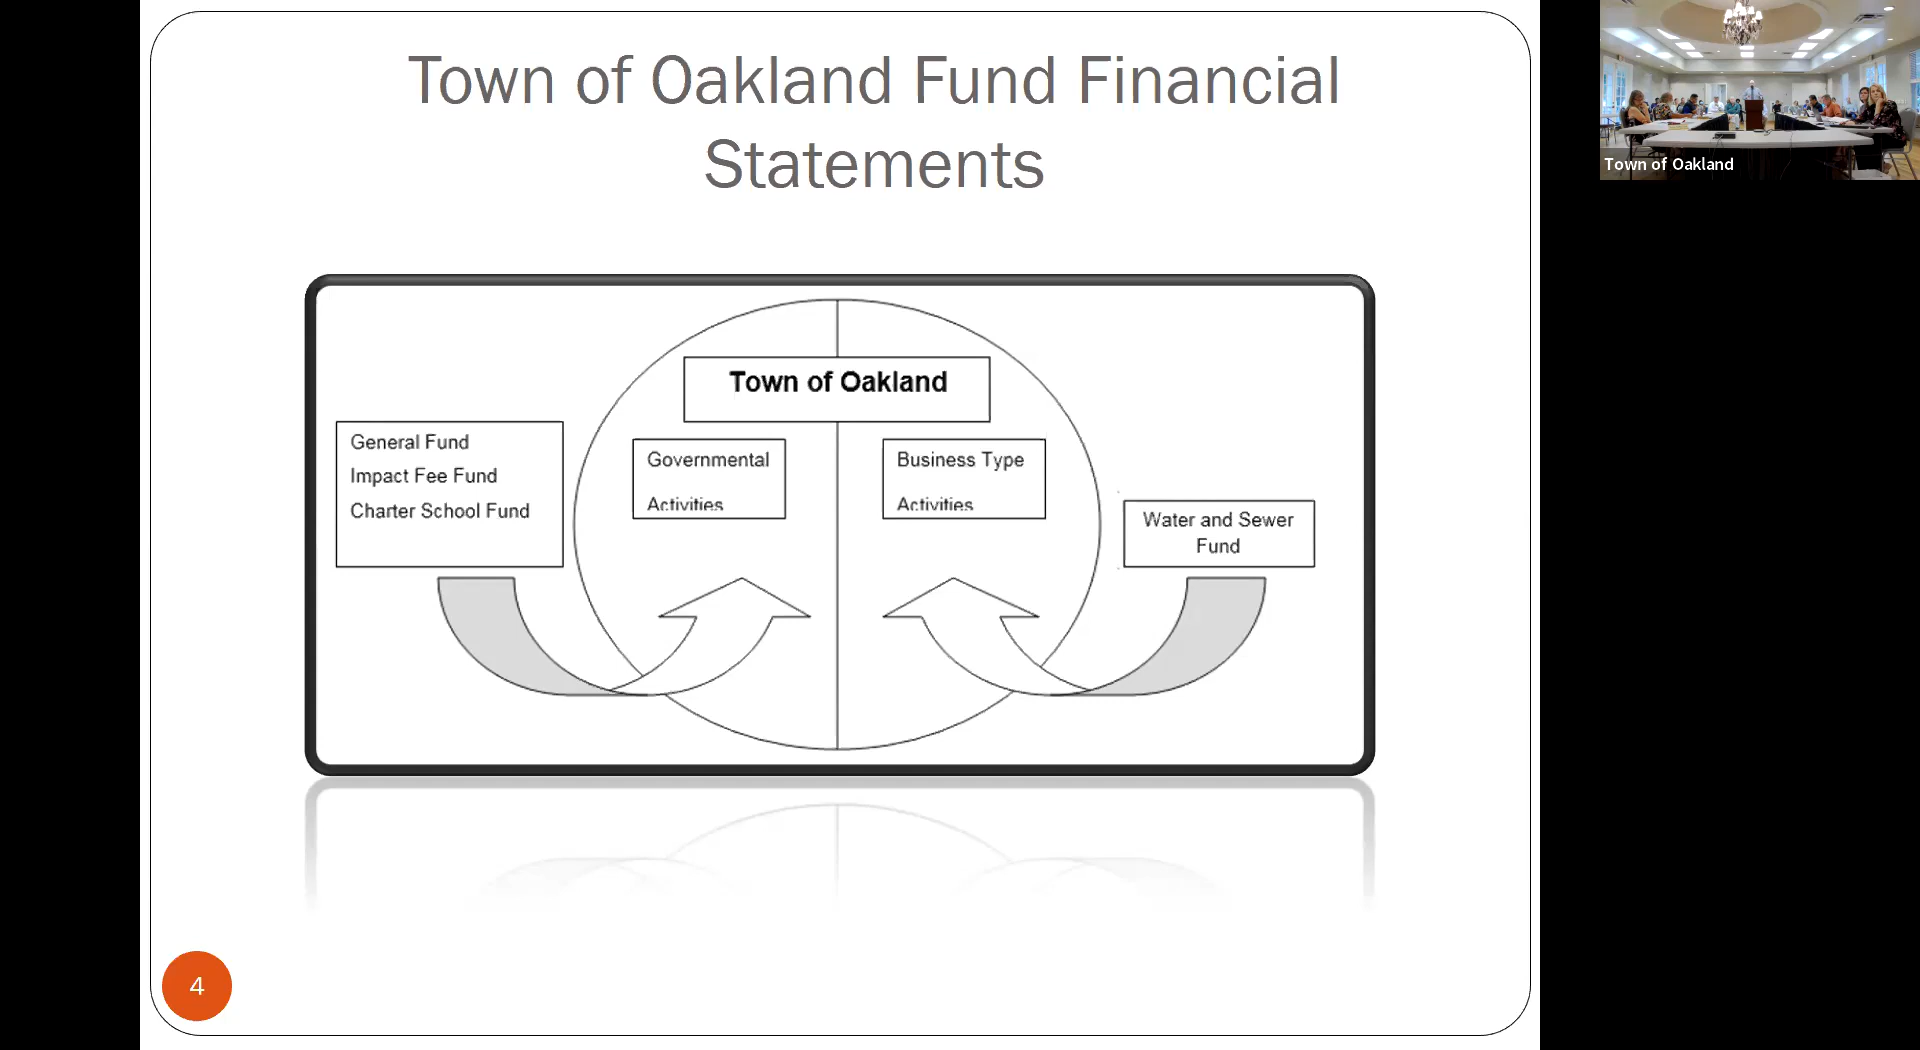 Town of Oakland Fund Financial
Statements
Town of Oakland
General Fund
Impact Fee Fund
Charter School Fund
Governmental
Activities
Business Type
Activities
Water and Sewer
Fund
4
Town of Oakland